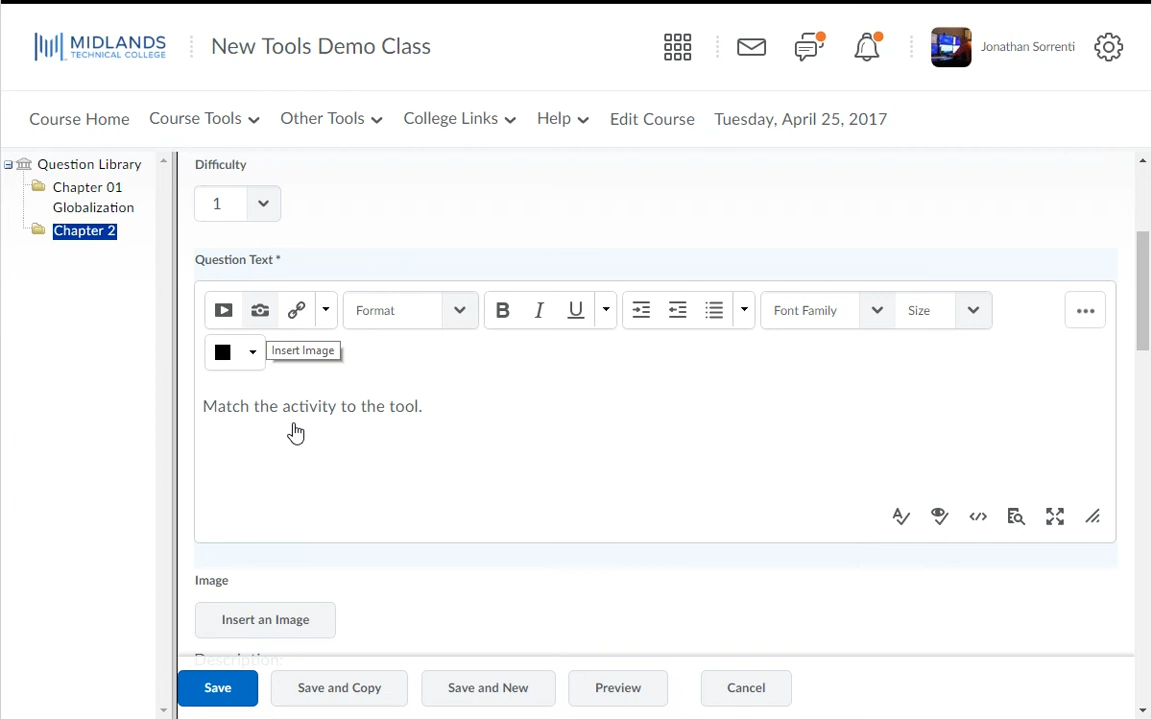 MIDLANDS
TECHNICAL COLLEGE
New Tools Demo Class
Jonathan Sorrenti
Course Home Course Tools Other Tools College Links Help Edit Course Tuesday, April 25, 2017
Question Library
Chapter 01
Globalization
Chapter 2
Difficulty
1
Question Text *
Format B I U Font Family Size
Insert Image
Match the activity to the tool.
Image
Insert an Image
Description:
Save Save and Copy Save and New Preview Cancel